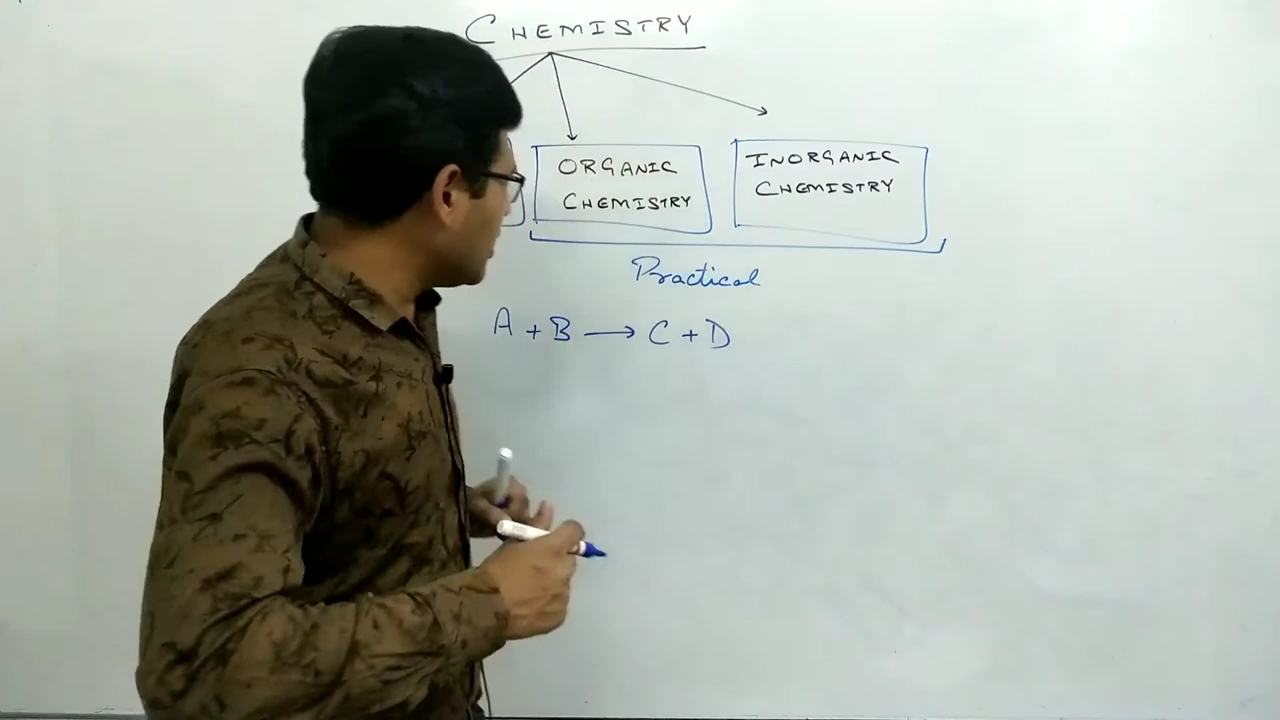 CHEMISTRY
ORGANIC
CHEMISTRY
INORGANIC
CHEMISTRY
Practical
A + B ⟶ C + D